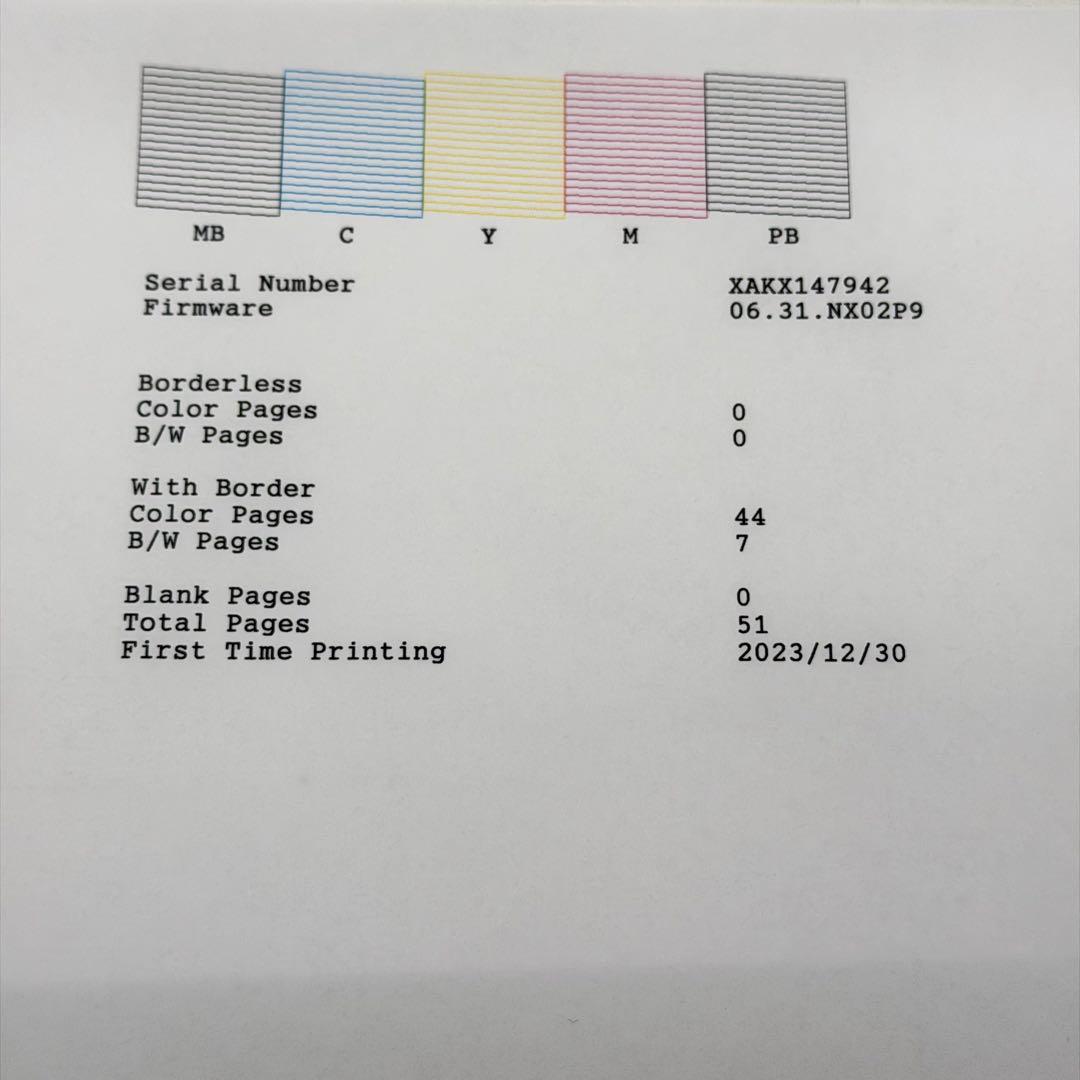 MB C Y M PB
Serial Number XAKX147942
Firmware 06.31.NX02P9
Borderless
Color Pages 0
B/W Pages 0
With Border
Color Pages 44
B/W Pages 7
Blank Pages 0
Total Pages 51
First Time Printing 2023/12/30